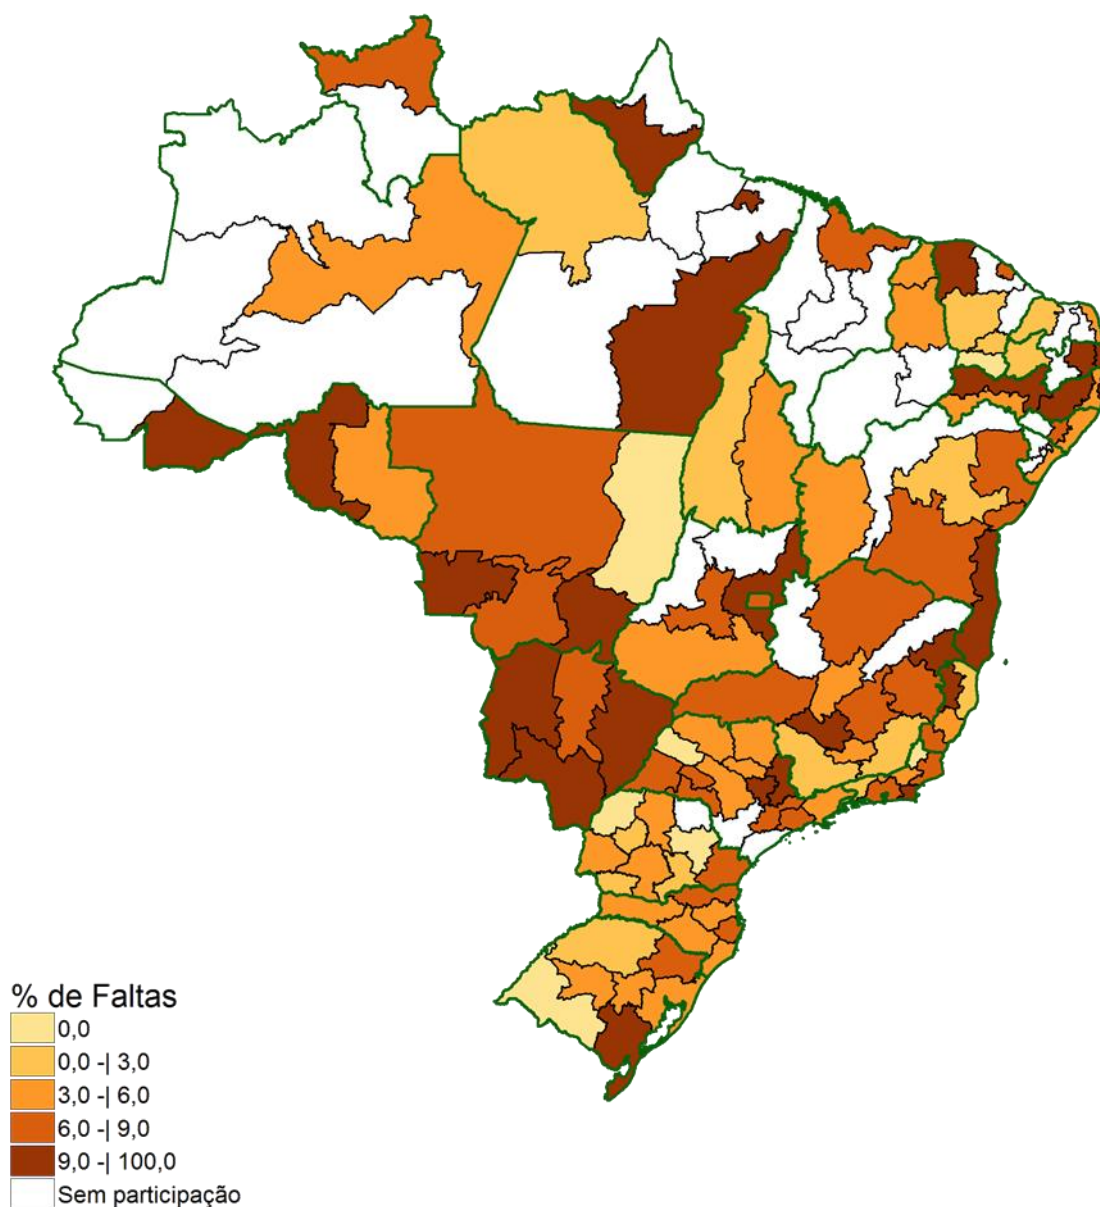 % de Faltas
0,0
0,0 -| 3,0
3,0 -| 6,0
6,0 -| 9,0
9,0 -| 100,0
Sem participação